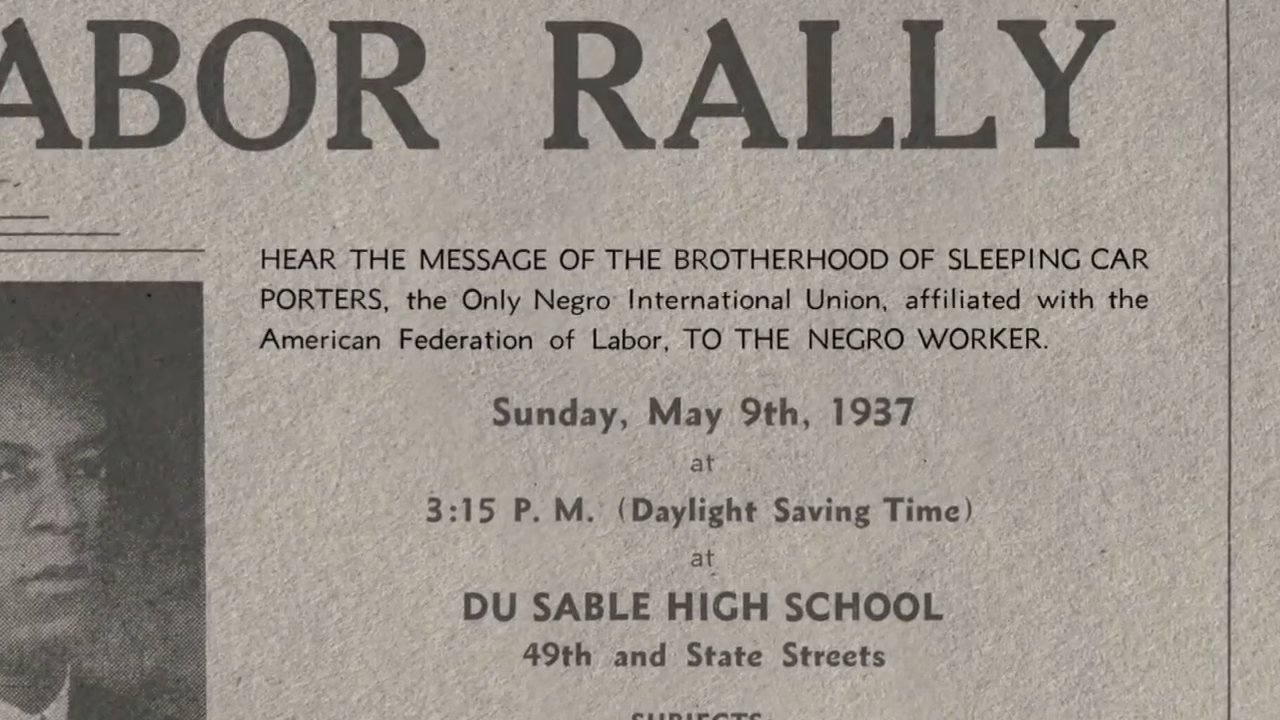 ABOR RALLY
HEAR THE MESSAGE OF THE BROTHERHOOD OF SLEEPING CAR
PORTERS, the Only Negro International Union, affiliated with the
American Federation of Labor, TO THE NEGRO WORKER.
Sunday, May 9th, 1937
at
3:15 P. M. (Daylight Saving Time)
at
DU SABLE HIGH SCHOOL
49th and State Streets
SUBJECTS